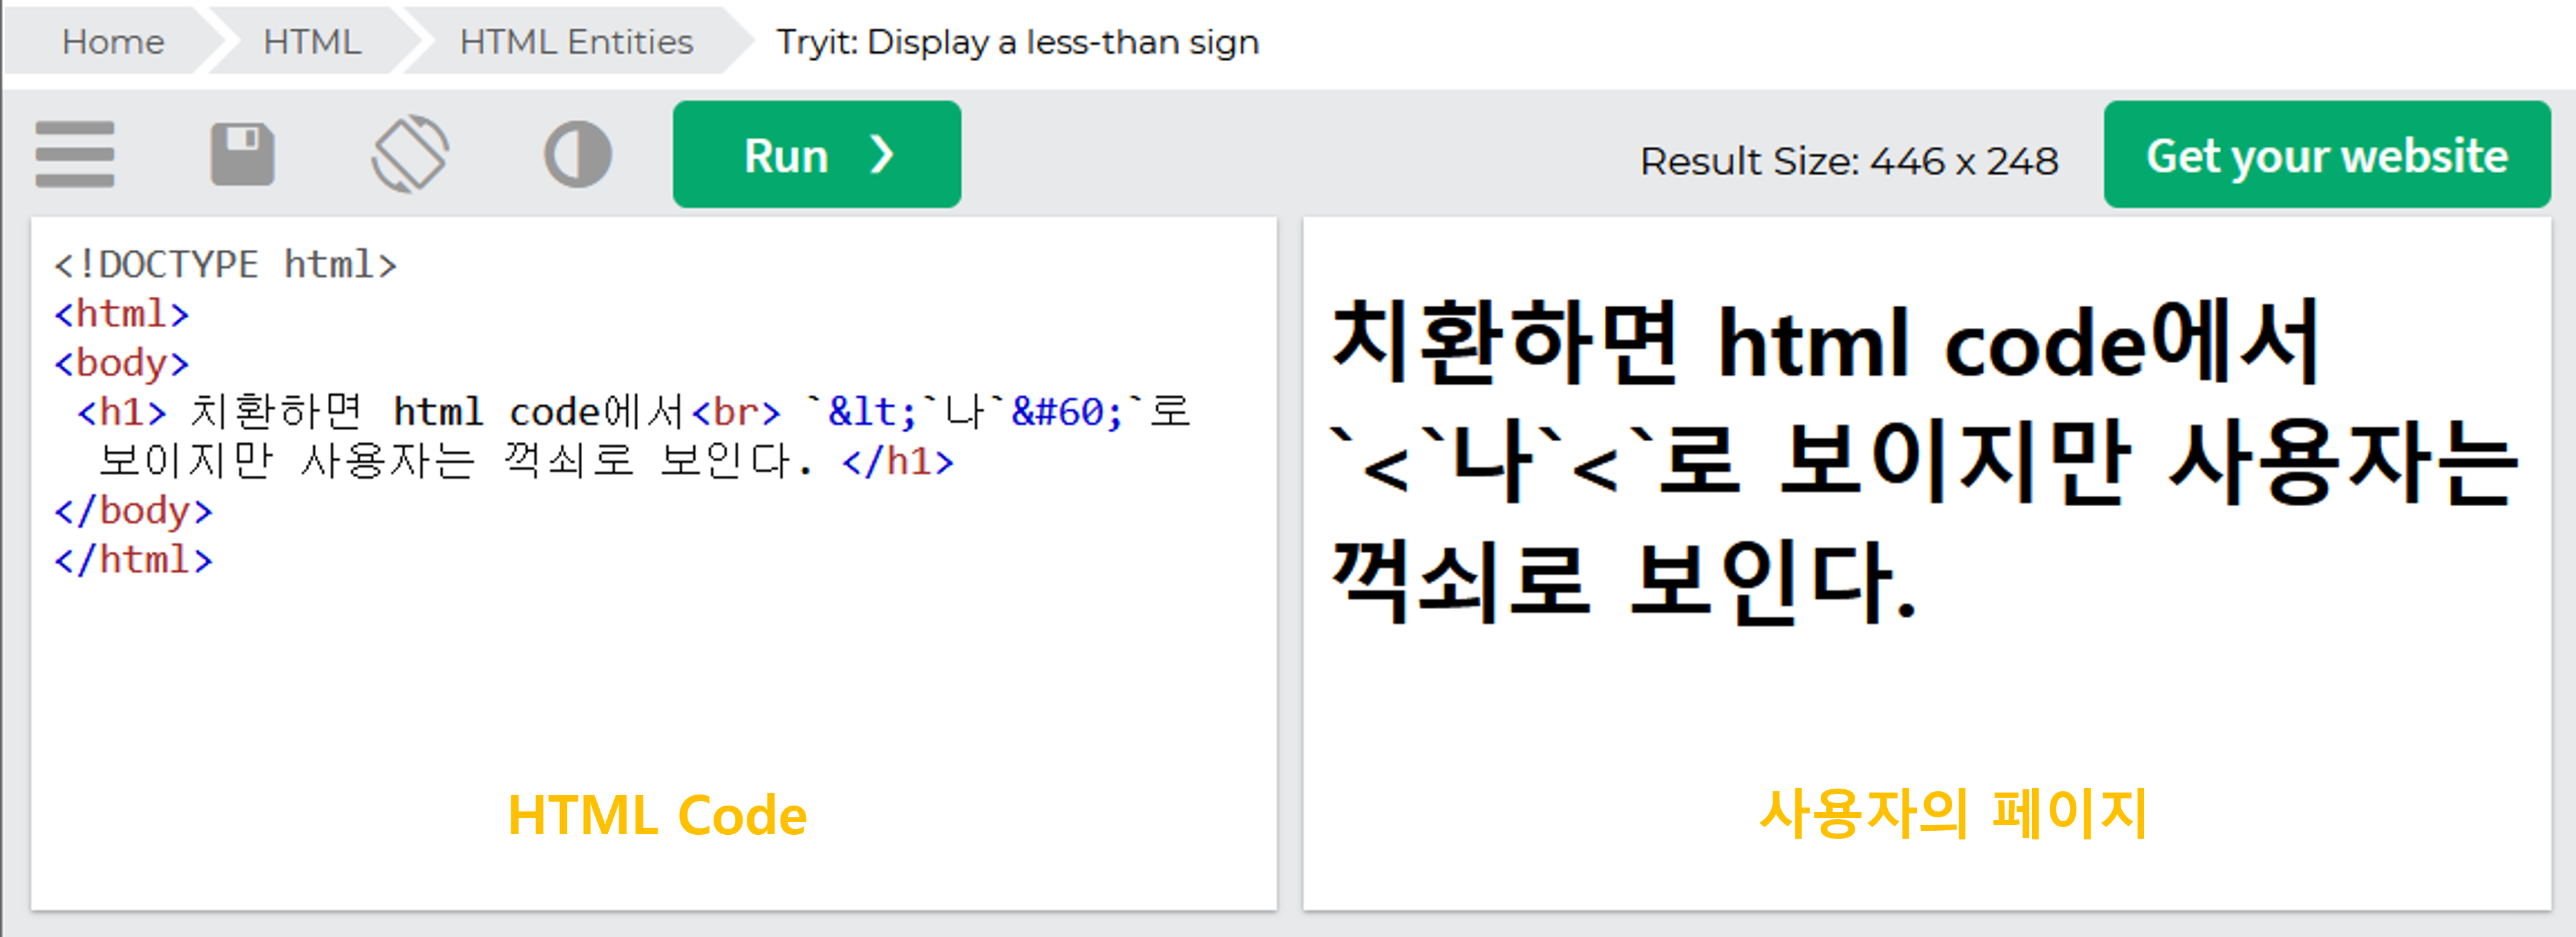 Home HTML HTML Entities Tryit: Display a less-than sign
Run ❯ Result Size: 446 x 248 Get your website
<!DOCTYPE html>
<html>
<body>
<h1> 치환하면 html code에서<br> `&lt;`나`&#60;`로
보이지만 사용자는 꺽쇠로 보인다. </h1>
</body>
</html>
HTML Code
치환하면 html code에서
`<`나`<`로 보이지만 사용자는
꺽쇠로 보인다.
사용자의 페이지